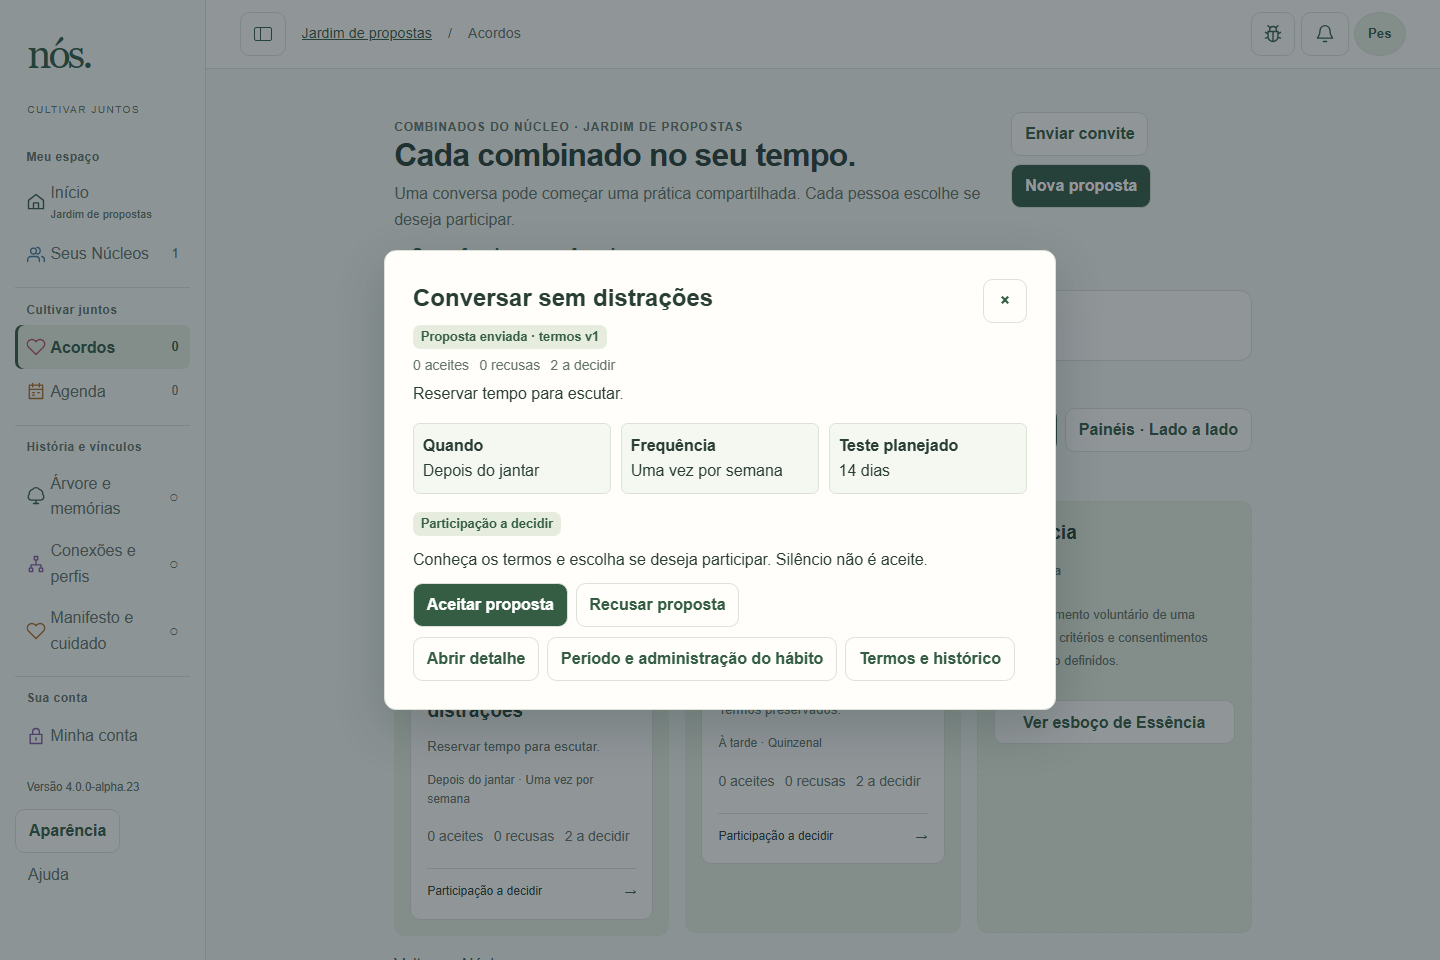 nós.
CULTIVAR JUNTOS
Meu espaço
Início
Jardim de propostas
Seus Núcleos 1
Cultivar juntos
Acordos 0
Agenda 0
História e vínculos
Árvore e
memórias
Conexões e
perfis
Manifesto e
cuidado
Sua conta
Minha conta
Versão 4.0.0-alpha.23
Aparência
Ajuda
Jardim de propostas / Acordos
Pes
COMBINADOS DO NÚCLEO · JARDIM DE PROPOSTAS
Cada combinado no seu tempo.
Uma conversa pode começar uma prática compartilhada. Cada pessoa escolhe se
deseja participar.
Enviar convite
Nova proposta
Painéis · Lado a lado
Conversar sem distrações
×
Proposta enviada · termos v1
0 aceites 0 recusas 2 a decidir
Reservar tempo para escutar.
Quando
Depois do jantar
Frequência
Uma vez por semana
Teste planejado
14 dias
Participação a decidir
Conheça os termos e escolha se deseja participar. Silêncio não é aceite.
Aceitar proposta
Recusar proposta
Abrir detalhe
Período e administração do hábito
Termos e histórico
distrações
Reservar tempo para escutar.
Depois do jantar · Uma vez por
semana
0 aceites 0 recusas 2 a decidir
Participação a decidir →
Termos preservados.
À tarde · Quinzenal
0 aceites 0 recusas 2 a decidir
Participação a decidir →
voluntário de uma
critérios e consentimentos
definidos.
Ver esboço de Essência